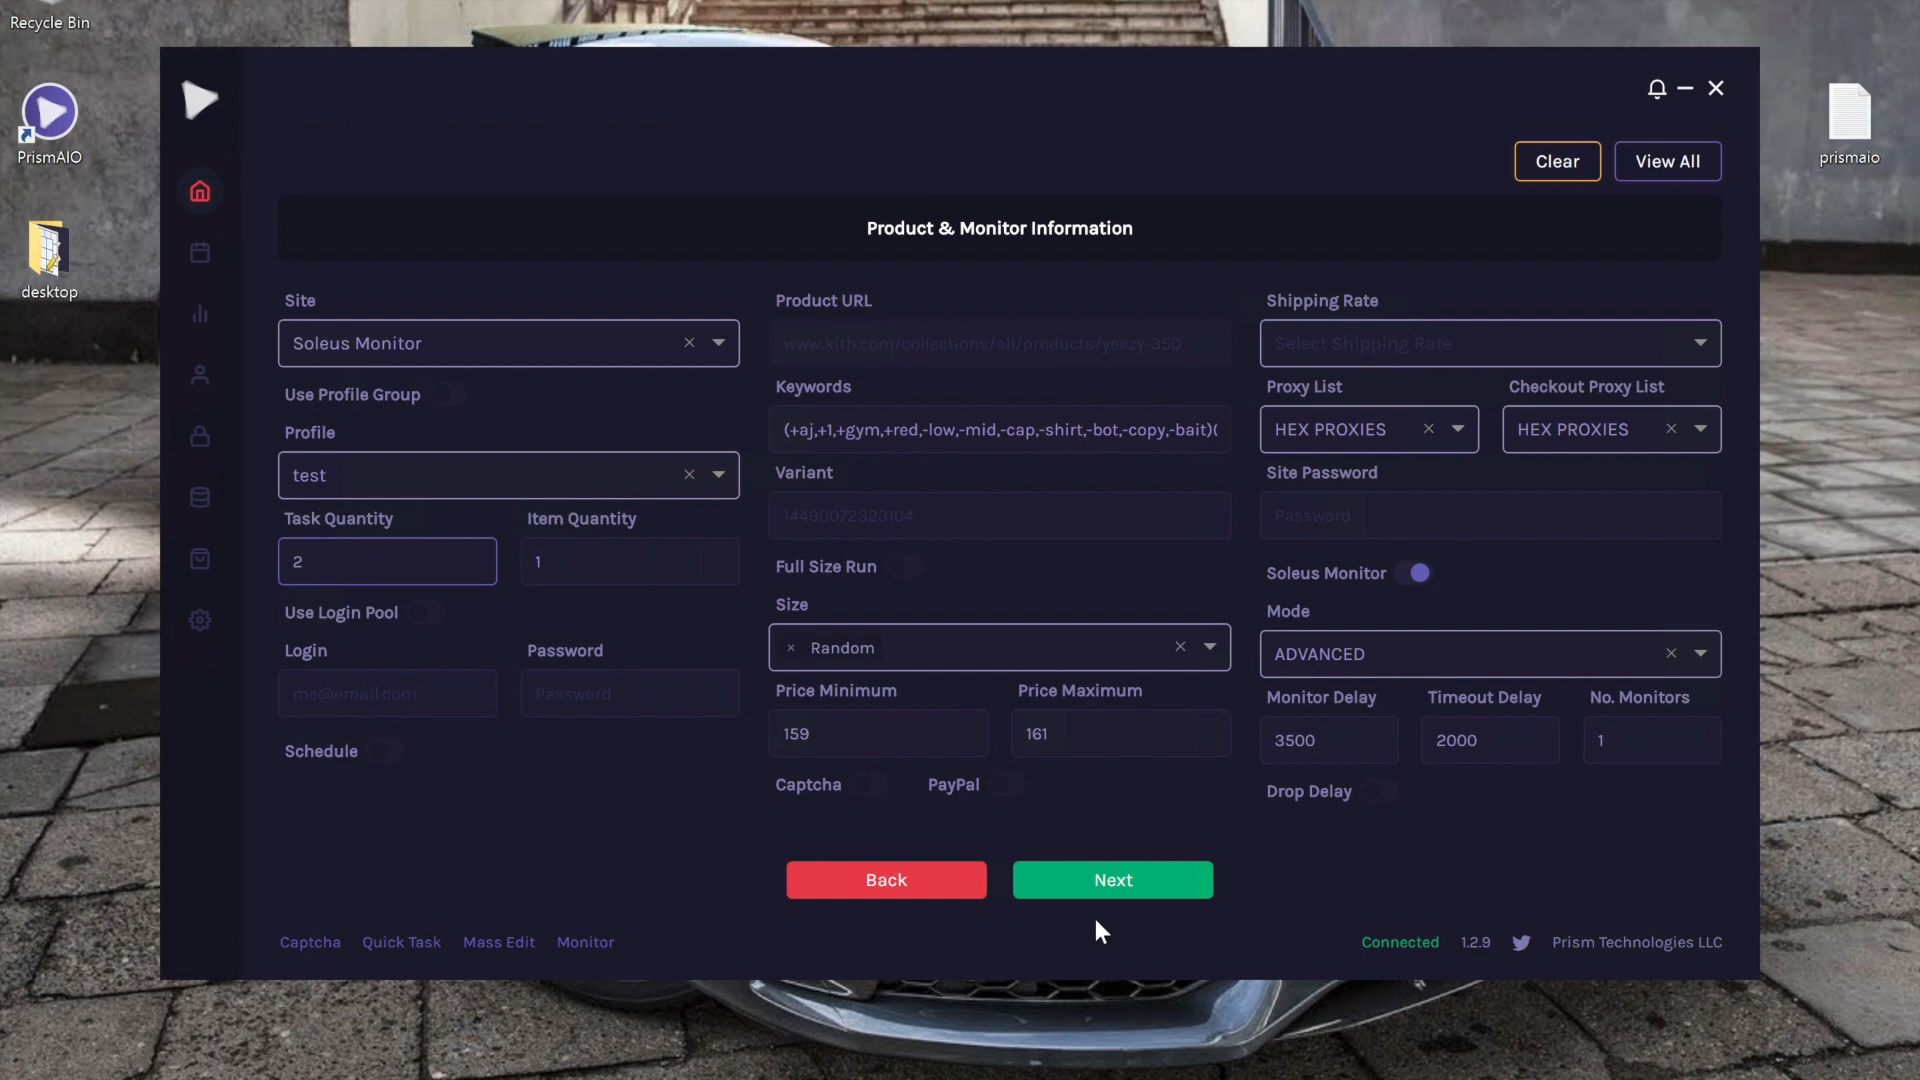 Recycle Bin
PrismAIO
desktop
prismaio
Clear
View All
Product & Monitor Information
Site
Soleus Monitor
Use Profile Group
Profile
test
Task Quantity
Item Quantity
2
1
Use Login Pool
Login
Password
me@email.com
Password
Schedule
Product URL
www.kith.com/collections/all/products/yeezy-350
Keywords
(+aj,+1,+gym,+red,-low,-mid,-cap,-shirt,-bot,-copy,-bait)(
Variant
14490072323104
Full Size Run
Size
× Random
Price Minimum
Price Maximum
159
161
Captcha
PayPal
Shipping Rate
Select Shipping Rate
Proxy List
Checkout Proxy List
HEX PROXIES
HEX PROXIES
Site Password
Password
Soleus Monitor
Mode
ADVANCED
Monitor Delay
Timeout Delay
No. Monitors
3500
2000
1
Drop Delay
Back
Next
Captcha
Quick Task
Mass Edit
Monitor
Connected
1.2.9
Prism Technologies LLC